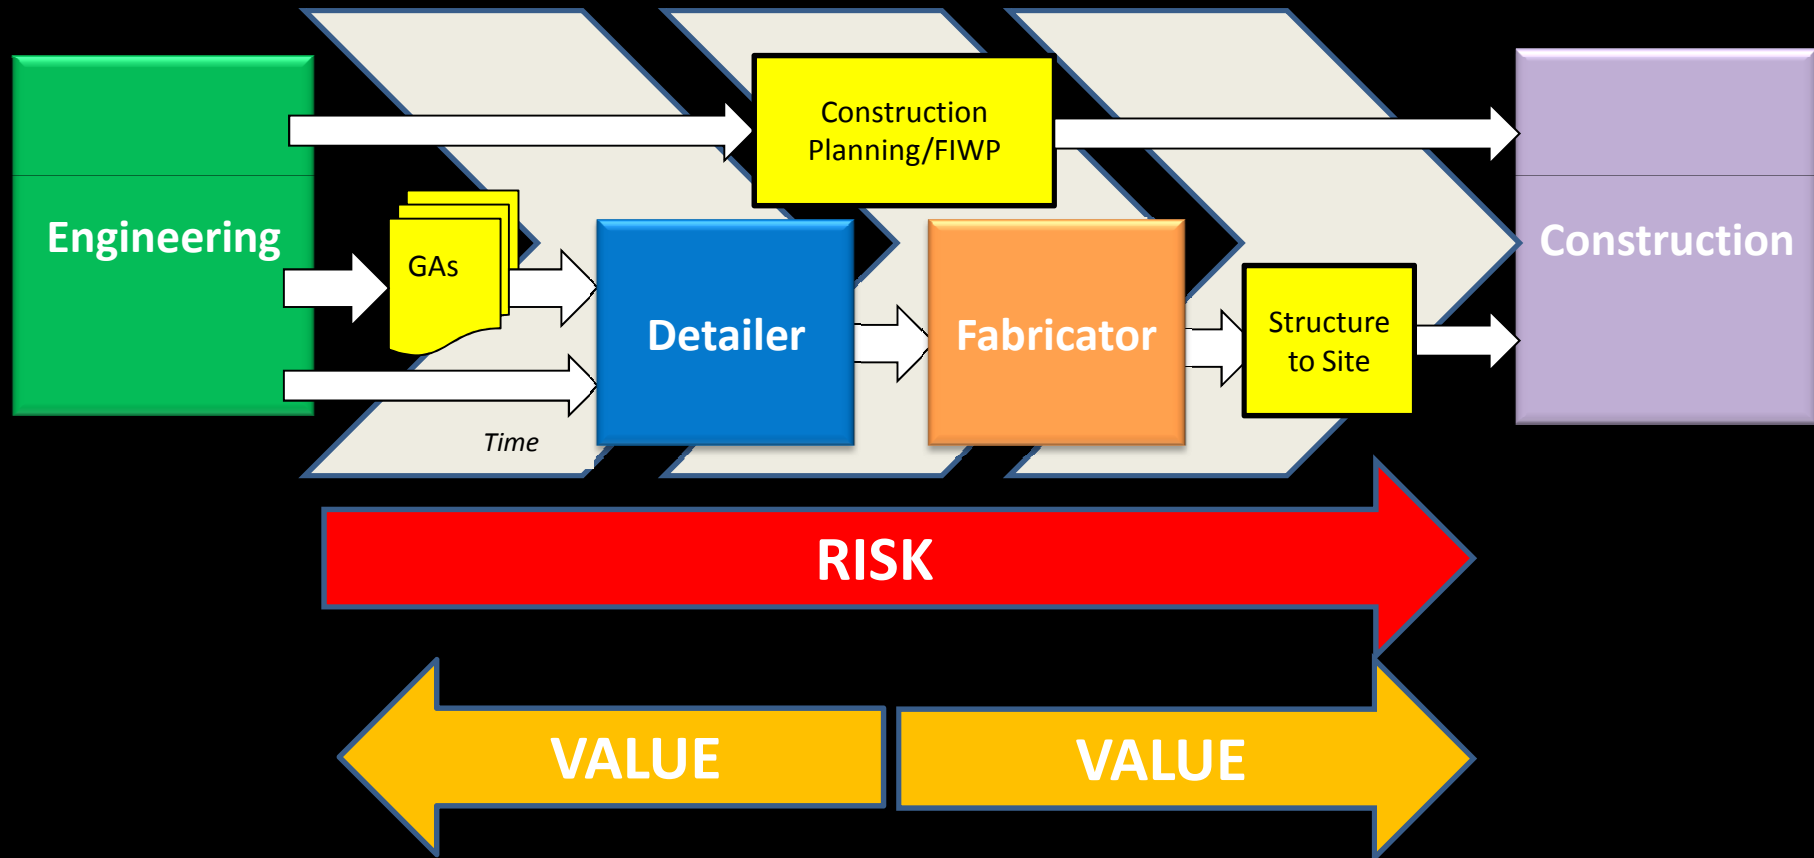 Construction
Planning/FIWP
Engineering
GAs
Construction
Detailer
Fabricator
Structure
to Site
Time
RISK
VALUE
VALUE